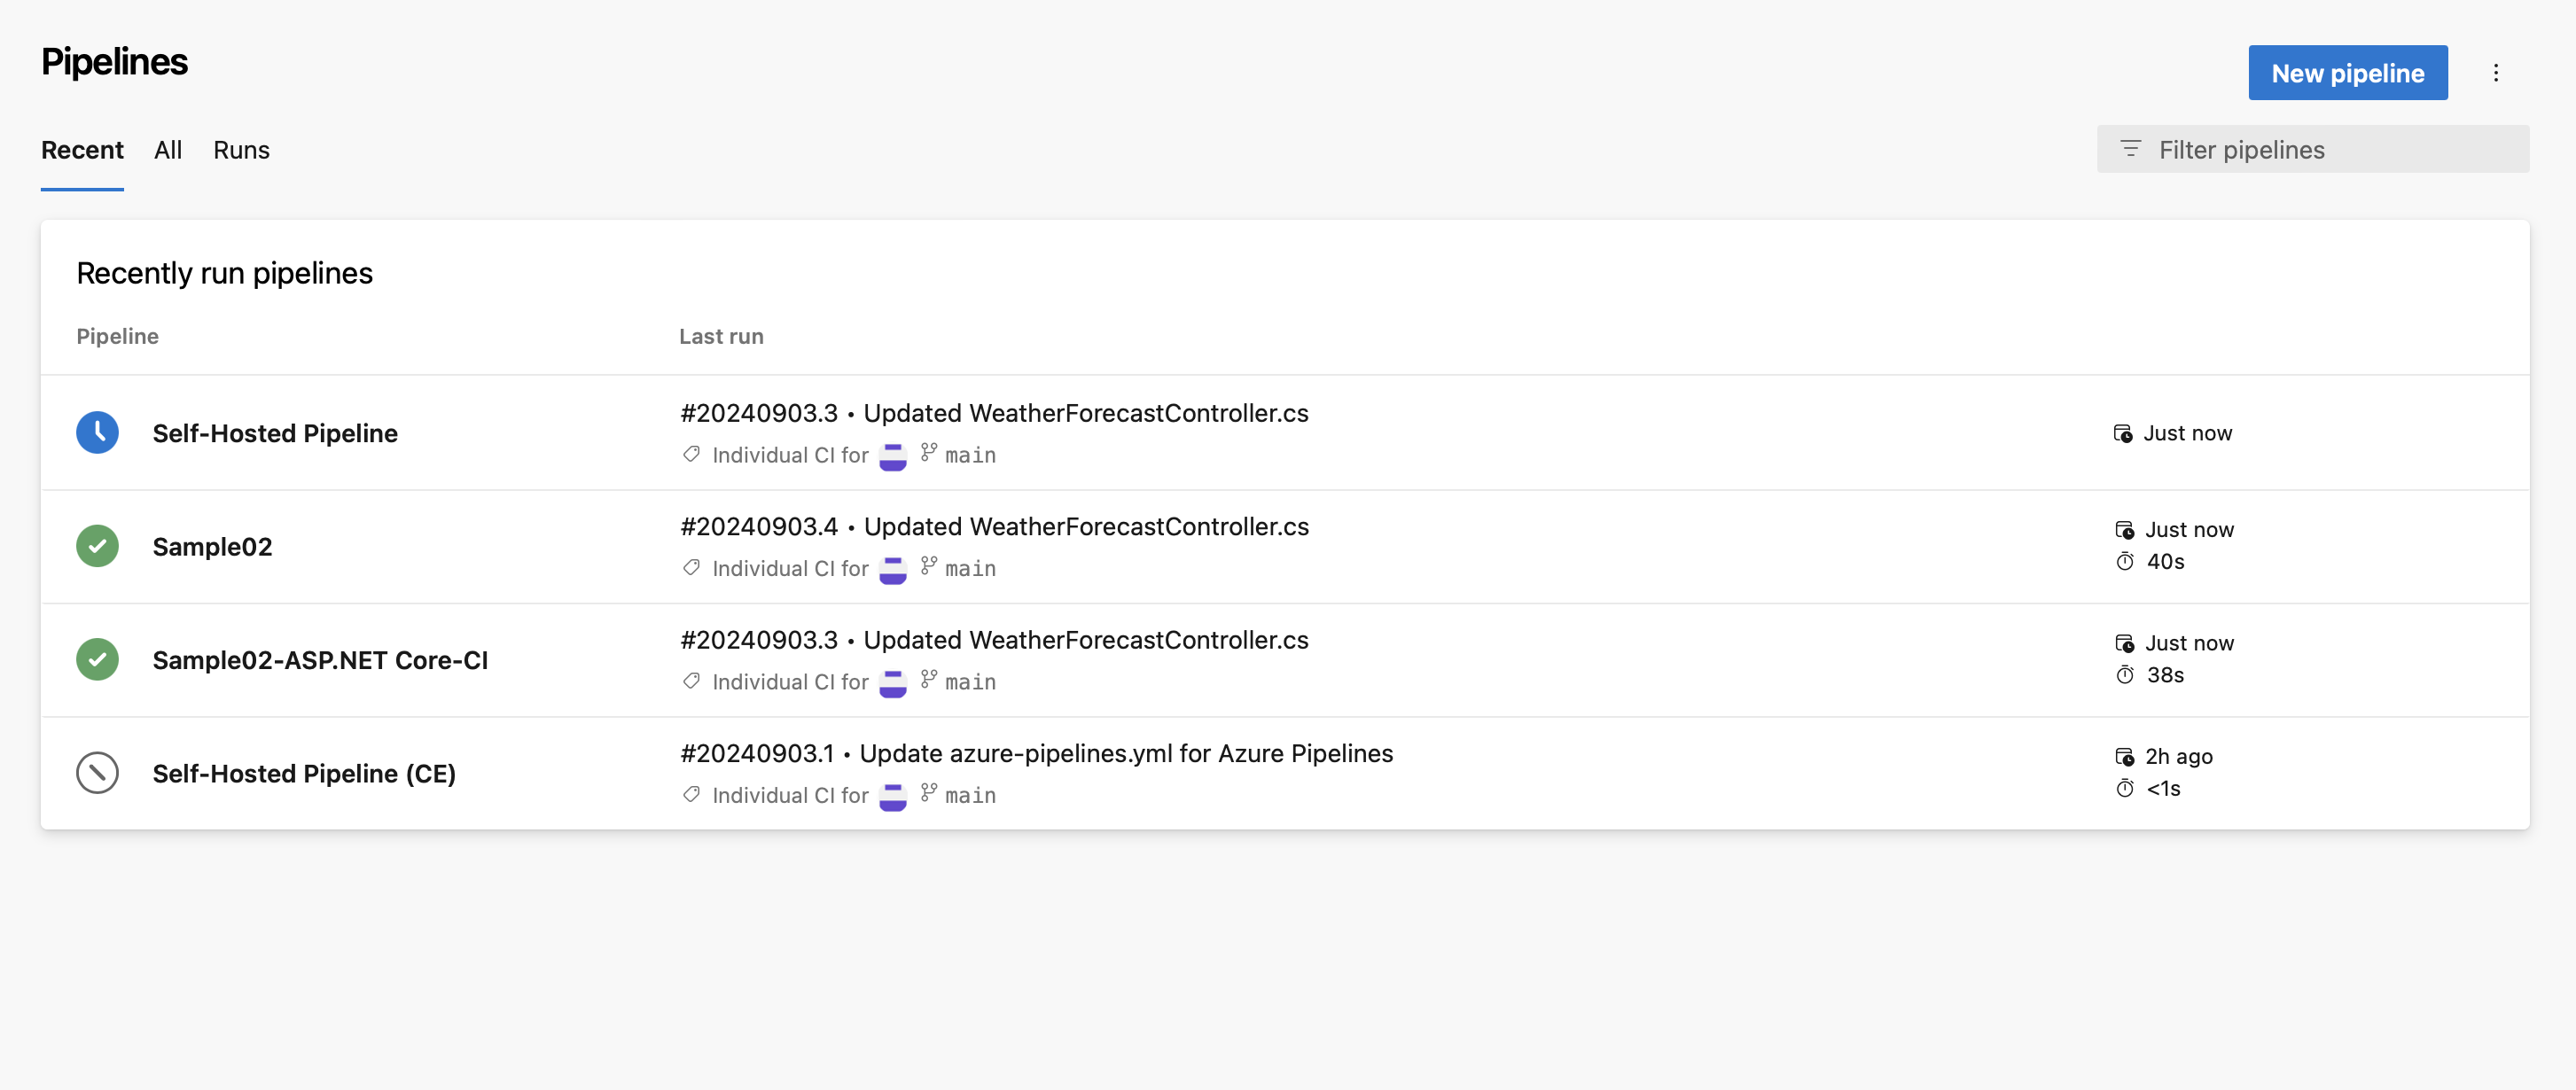 Pipelines
New pipeline
Recent All Runs
Filter pipelines
Recently run pipelines
Pipeline Last run
Self-Hosted Pipeline
#20240903.3 • Updated WeatherForecastController.cs
Individual CI for main
Just now
Sample02
#20240903.4 • Updated WeatherForecastController.cs
Individual CI for main
Just now
40s
Sample02-ASP.NET Core-CI
#20240903.3 • Updated WeatherForecastController.cs
Individual CI for main
Just now
38s
Self-Hosted Pipeline (CE)
#20240903.1 • Update azure-pipelines.yml for Azure Pipelines
Individual CI for main
2h ago
<1s